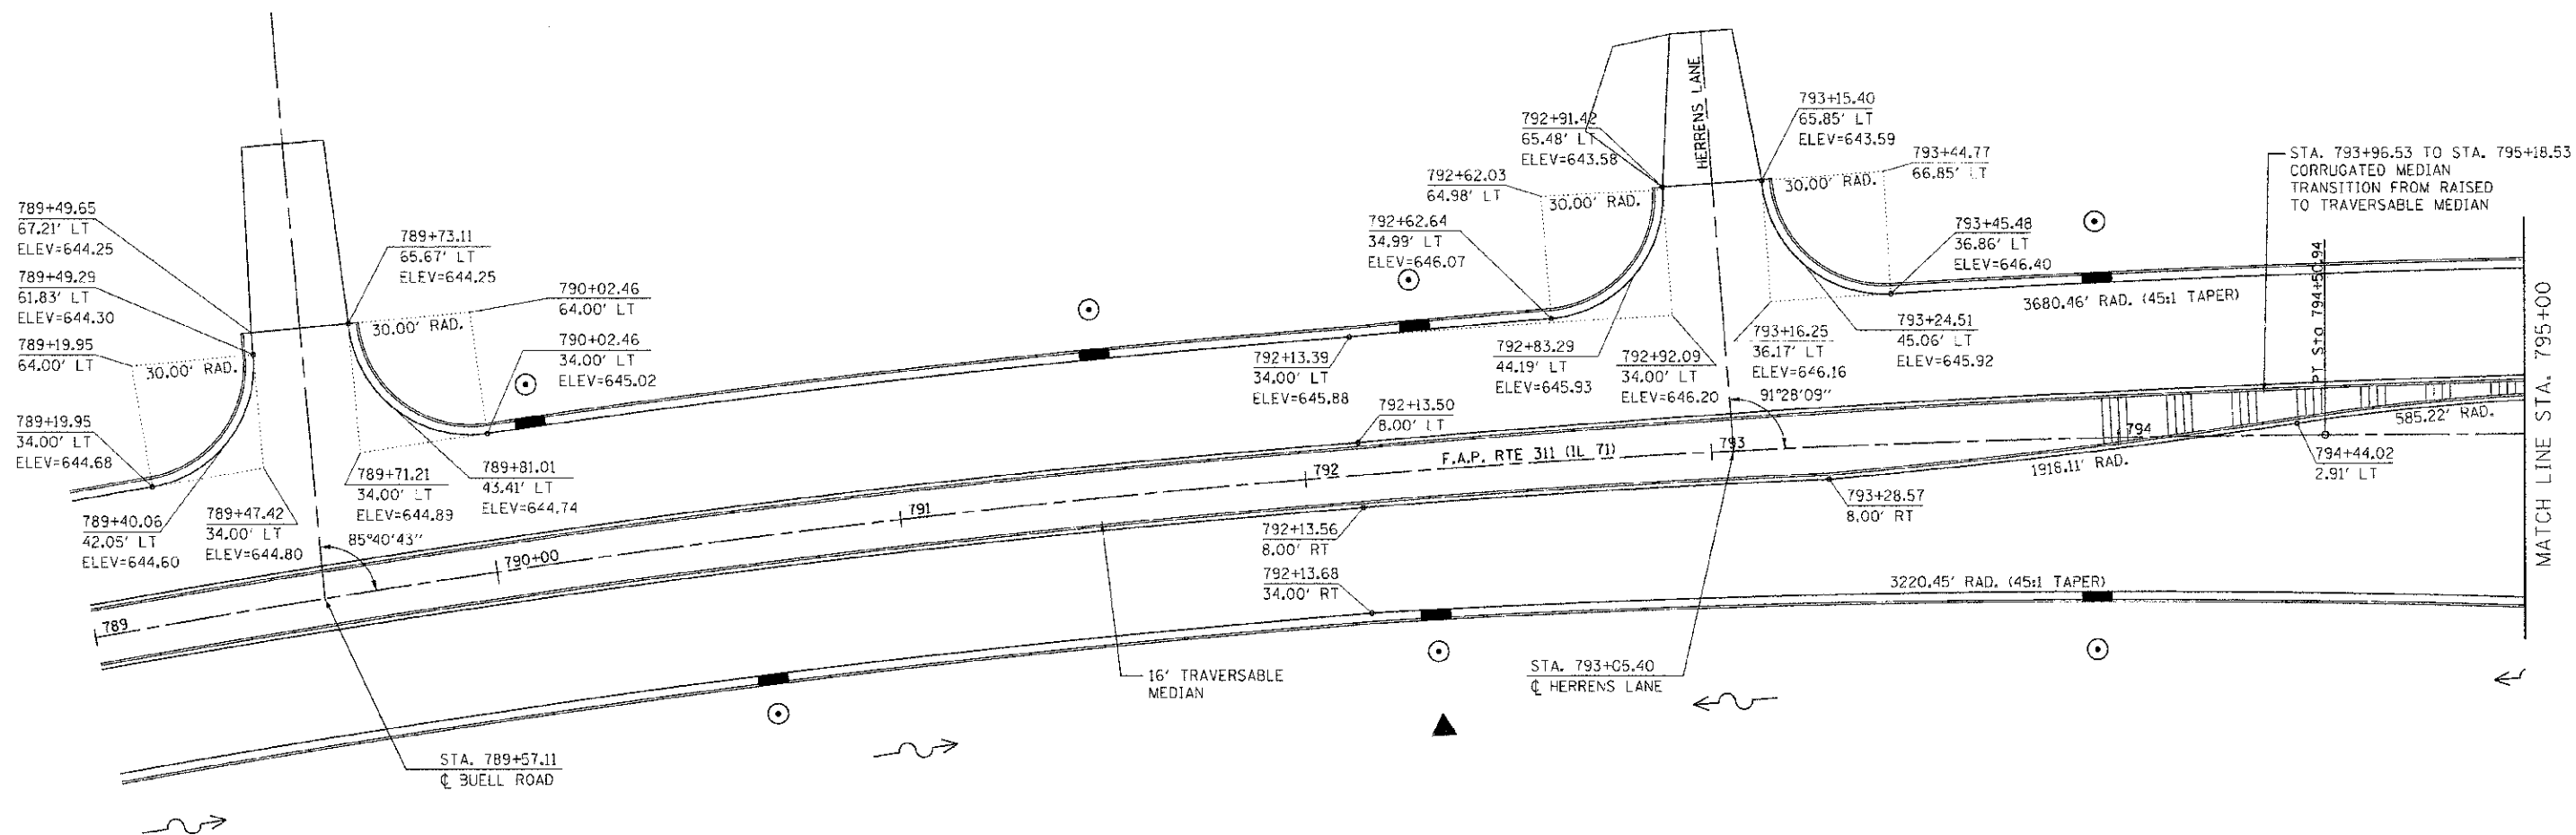 789+49.65
67.21' LT
ELEV=644.25
789+49.29
61.83' LT
ELEV=644.30
789+19.95
64.00' LT
30.00' RAD.
789+19.95
34.00' LT
ELEV=644.68
789+40.06
42.05' LT
ELEV=644.60
789+47.42
34.00' LT
ELEV=644.80
789+73.11
65.67' LT
ELEV=644.25
30.00' RAD.
790+02.46
64.00' LT
790+02.46
34.00' LT
ELEV=645.02
789+71.21
34.00' LT
ELEV=644.89
789+81.01
43.41' LT
ELEV=644.74
85°40'43"
789
790+00
791
792
793
794
STA. 789+57.11
℄ BUELL ROAD
16' TRAVERSABLE
MEDIAN
F.A.P. RTE 311 (IL 71)
792+91.42
65.48' LT
ELEV=643.58
792+62.03
64.98' LT
30.00' RAD.
792+62.64
34.99' LT
ELEV=646.07
792+13.39
34.00' LT
ELEV=645.88
792+13.50
8.00' LT
792+13.56
8.00' RT
792+13.68
34.00' RT
792+83.29
44.19' LT
ELEV=645.93
792+92.09
34.00' LT
ELEV=646.20
HERRENS LANE
793+15.40
65.85' LT
ELEV=643.59
30.00' RAD.
793+44.77
66.85' LT
793+45.48
36.86' LT
ELEV=646.40
793+16.25
36.17' LT
ELEV=646.16
793+24.51
45.06' LT
ELEV=645.92
91°28'09"
STA. 793+05.40
℄ HERRENS LANE
793+28.57
8.00' RT
3680.46' RAD. (45:1 TAPER)
1918.11' RAD.
3220.45' RAD. (45:1 TAPER)
STA. 793+96.53 TO STA. 795+18.53
CORRUGATED MEDIAN
TRANSITION FROM RAISED
TO TRAVERSABLE MEDIAN
PT Sta 794+50.94
585.22' RAD.
794+44.02
2.91' LT
MATCH LINE STA. 795+00